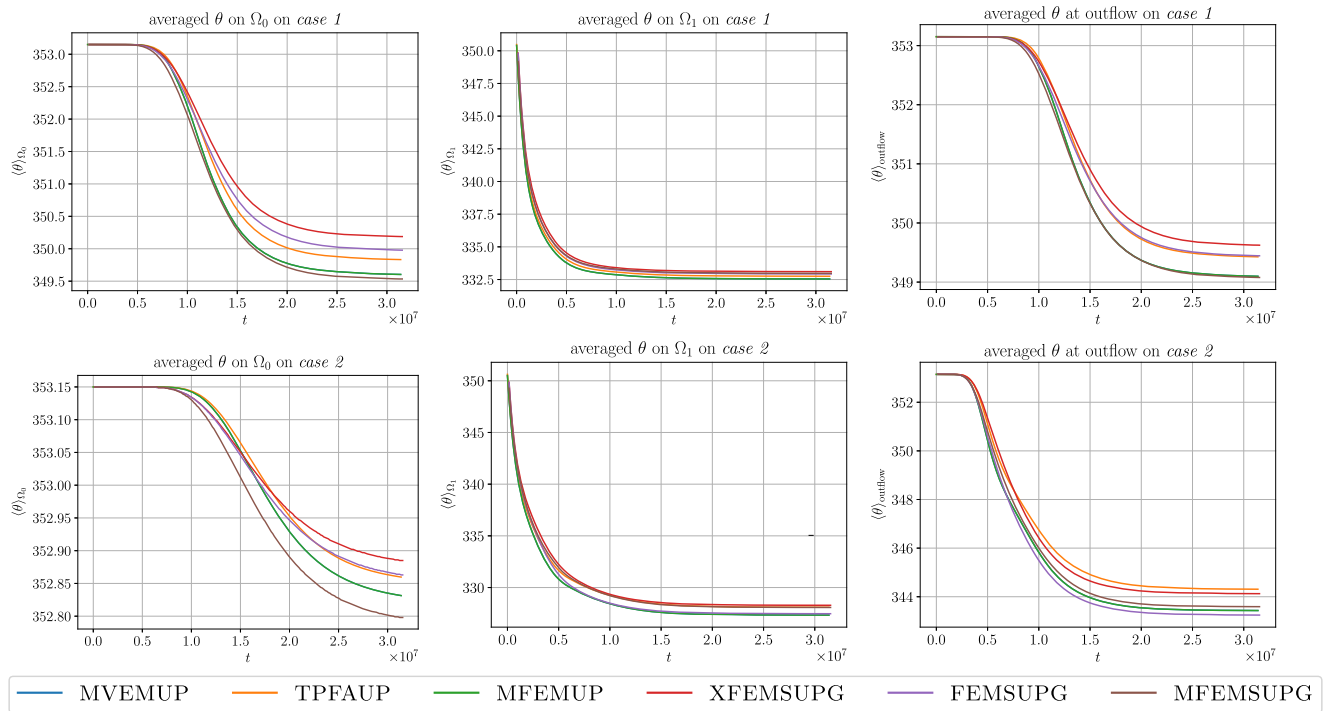 averaged θ on Ω₀ on case 1
353.0
352.5
352.0
351.5
351.0
350.5
350.0
349.5
⟨θ⟩Ω₀
0.0 0.5 1.0 1.5 2.0 2.5 3.0
×10⁷
t
averaged θ on Ω₁ on case 1
350.0
347.5
345.0
342.5
340.0
337.5
335.0
332.5
⟨θ⟩Ω₁
0.0 0.5 1.0 1.5 2.0 2.5 3.0
×10⁷
t
averaged θ at outflow on case 1
353
352
351
350
349
⟨θ⟩outflow
0.0 0.5 1.0 1.5 2.0 2.5 3.0
×10⁷
t
averaged θ on Ω₀ on case 2
353.15
353.10
353.05
353.00
352.95
352.90
352.85
352.80
⟨θ⟩Ω₀
0.0 0.5 1.0 1.5 2.0 2.5 3.0
×10⁷
t
averaged θ on Ω₁ on case 2
350
345
340
335
330
⟨θ⟩Ω₁
0.0 0.5 1.0 1.5 2.0 2.5 3.0
×10⁷
t
averaged θ at outflow on case 2
352
350
348
346
344
⟨θ⟩outflow
0.0 0.5 1.0 1.5 2.0 2.5 3.0
×10⁷
t
MVEMUP TPFAUP MFEMUP XFEMSUPG FEMSUPG MFEMSUPG